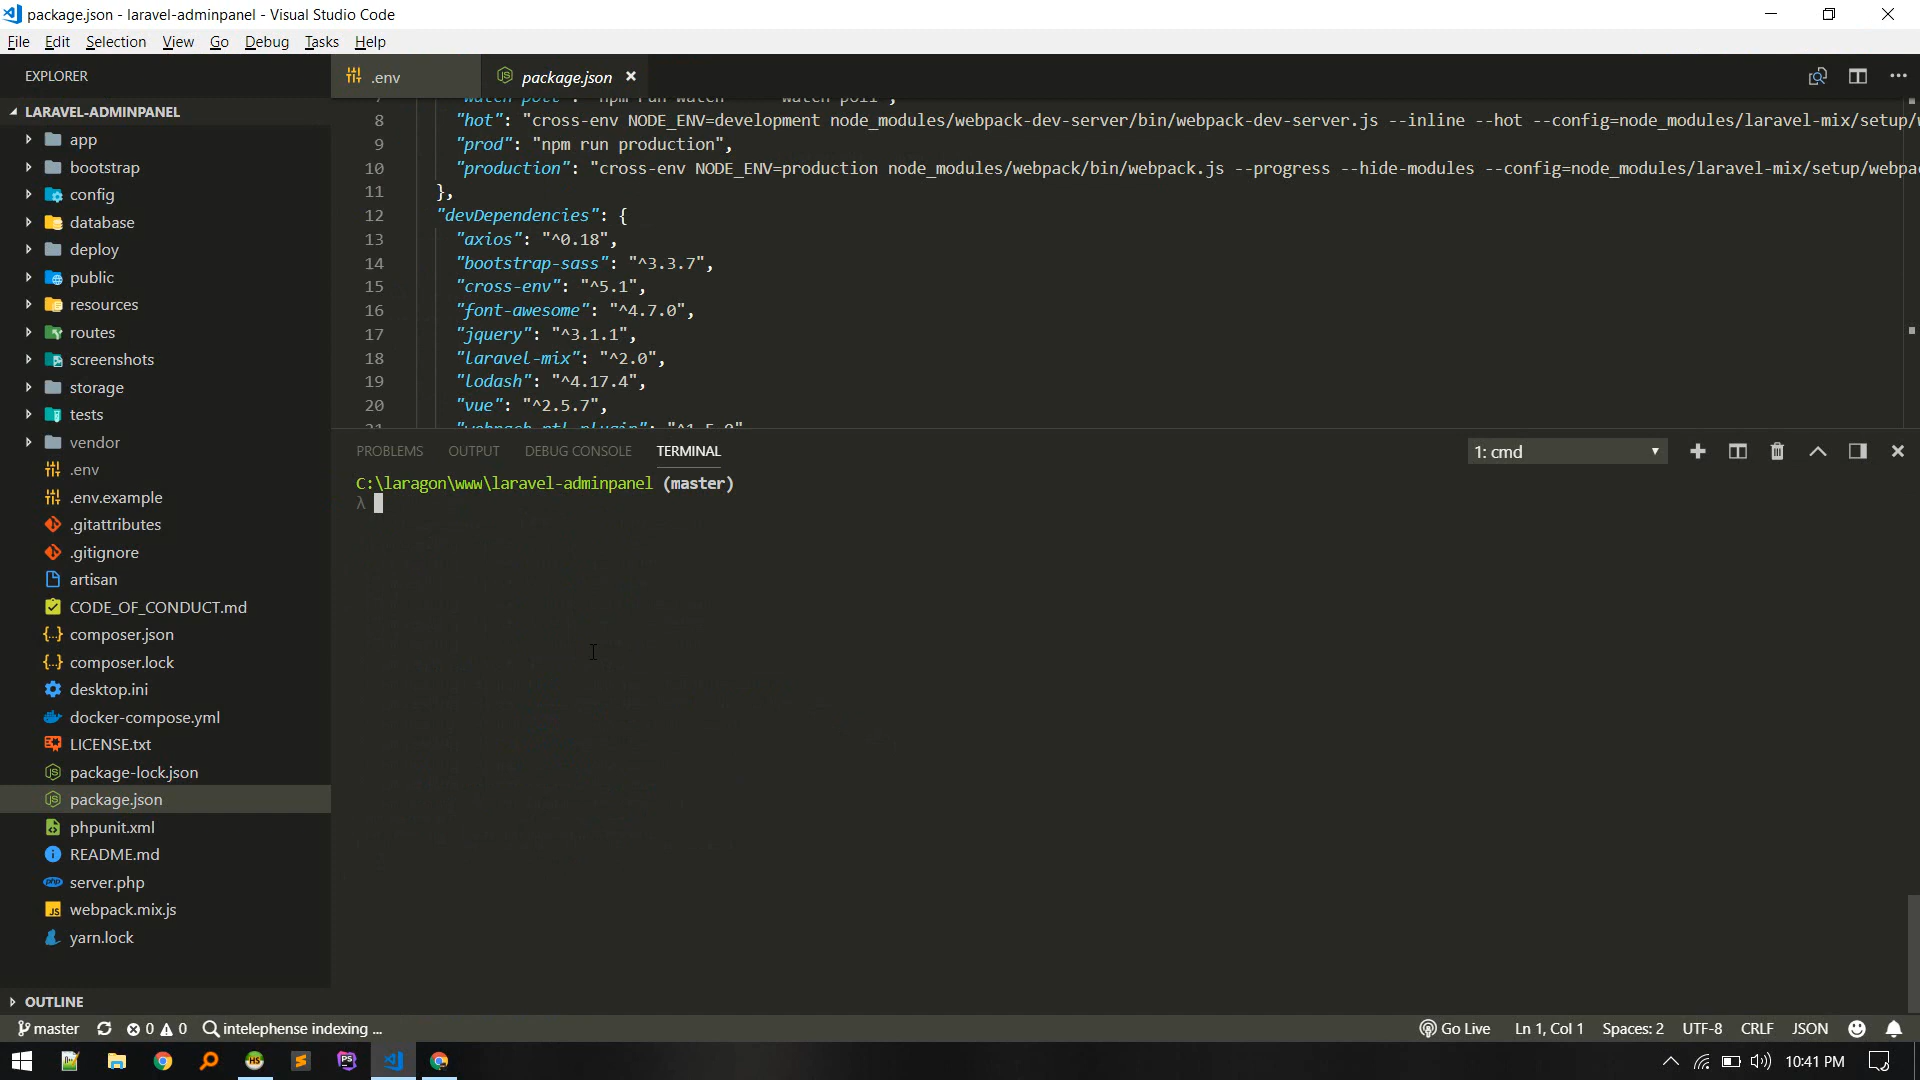 package.json - laravel-adminpanel - Visual Studio Code
File Edit Selection View Go Debug Tasks Help
EXPLORER
LARAVEL-ADMINPANEL
app
bootstrap
config
database
deploy
public
resources
routes
screenshots
storage
tests
vendor
.env
.env.example
.gitattributes
.gitignore
artisan
CODE_OF_CONDUCT.md
composer.json
composer.lock
desktop.ini
docker-compose.yml
LICENSE.txt
package-lock.json
package.json
phpunit.xml
README.md
server.php
webpack.mix.js
yarn.lock
OUTLINE
.env package.json
8 "hot": "cross-env NODE_ENV=development node_modules/webpack-dev-server/bin/webpack-dev-server.js --inline --hot --config=node_modules/laravel-mix/setup/w
9 "prod": "npm run production",
10 "production": "cross-env NODE_ENV=production node_modules/webpack/bin/webpack.js --progress --hide-modules --config=node_modules/laravel-mix/setup/webpa
11 },
12 "devDependencies": {
13 "axios": "^0.18",
14 "bootstrap-sass": "^3.3.7",
15 "cross-env": "^5.1",
16 "font-awesome": "^4.7.0",
17 "jquery": "^3.1.1",
18 "laravel-mix": "^2.0",
19 "lodash": "^4.17.4",
20 "vue": "^2.5.7",
PROBLEMS OUTPUT DEBUG CONSOLE TERMINAL 1: cmd
C:\laragon\www\laravel-adminpanel (master)
λ
master 0 0 intelephense indexing ... Go Live Ln 1, Col 1 Spaces: 2 UTF-8 CRLF JSON
10:41 PM